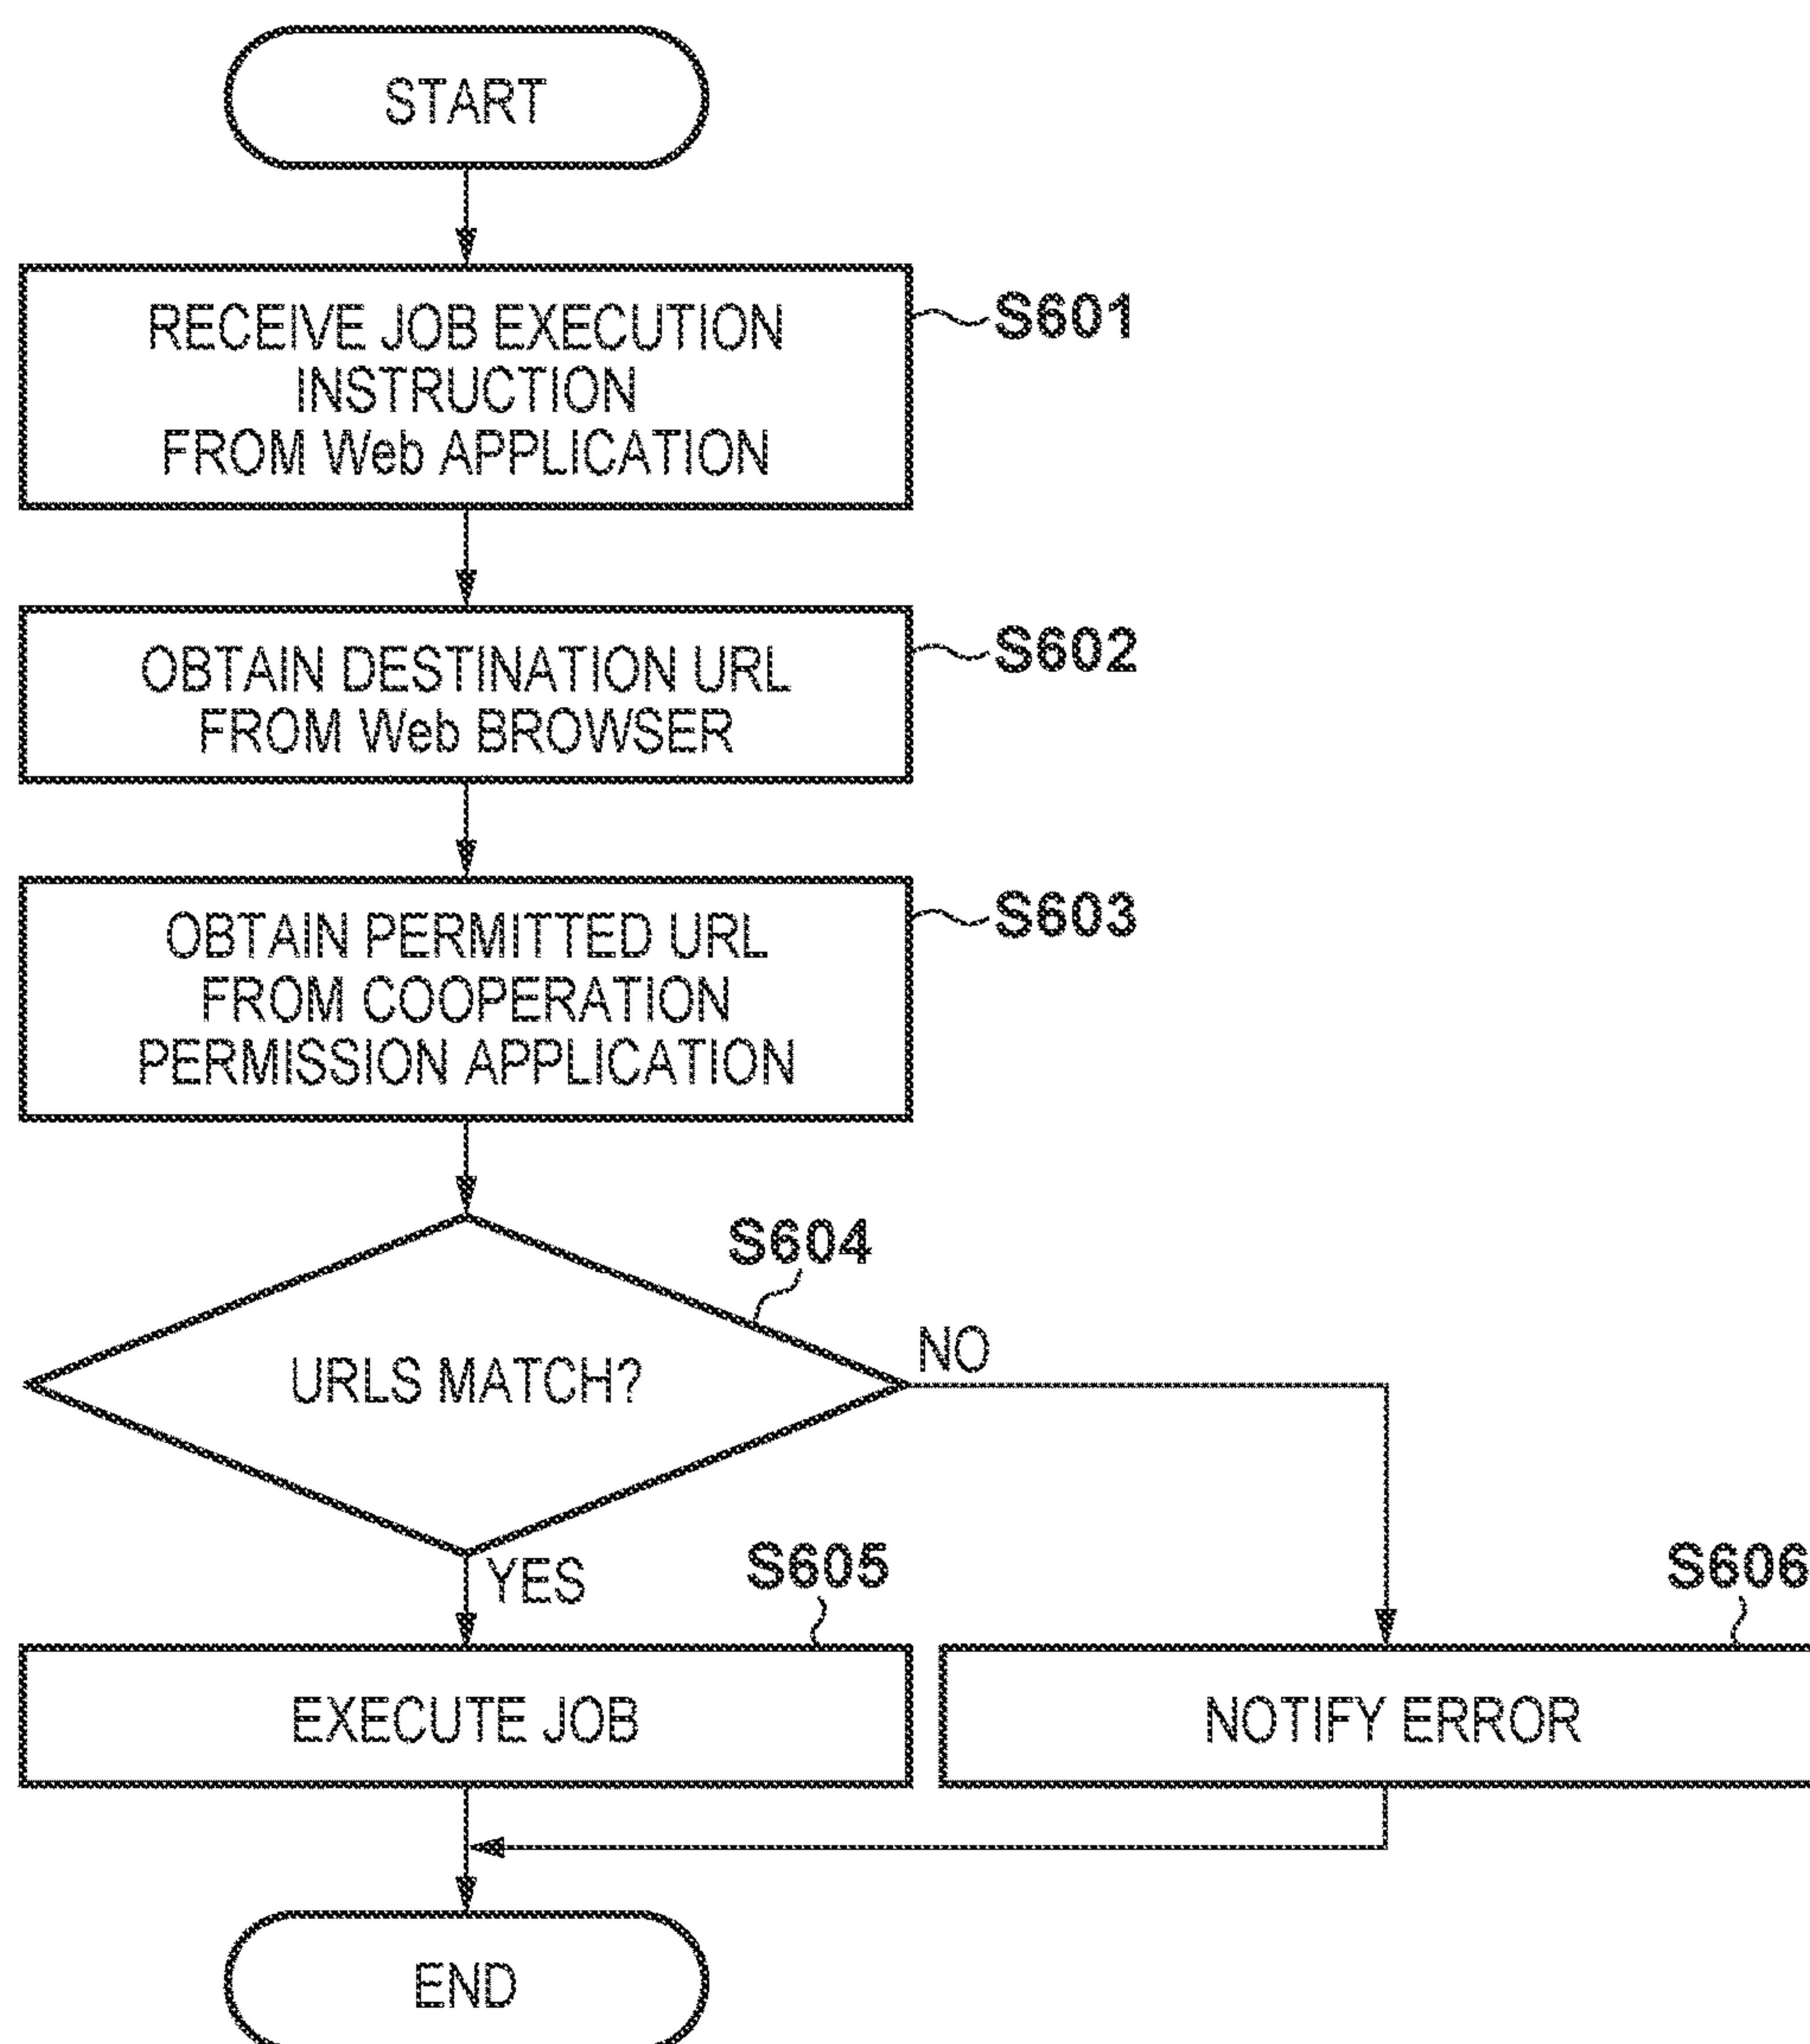 START
RECEIVE JOB EXECUTION
INSTRUCTION
FROM Web APPLICATION
S601
OBTAIN DESTINATION URL
FROM Web BROWSER
S602
OBTAIN PERMITTED URL
FROM COOPERATION
PERMISSION APPLICATION
S603
S604
URLS MATCH?
NO
YES
S605
S606
EXECUTE JOB
NOTIFY ERROR
END